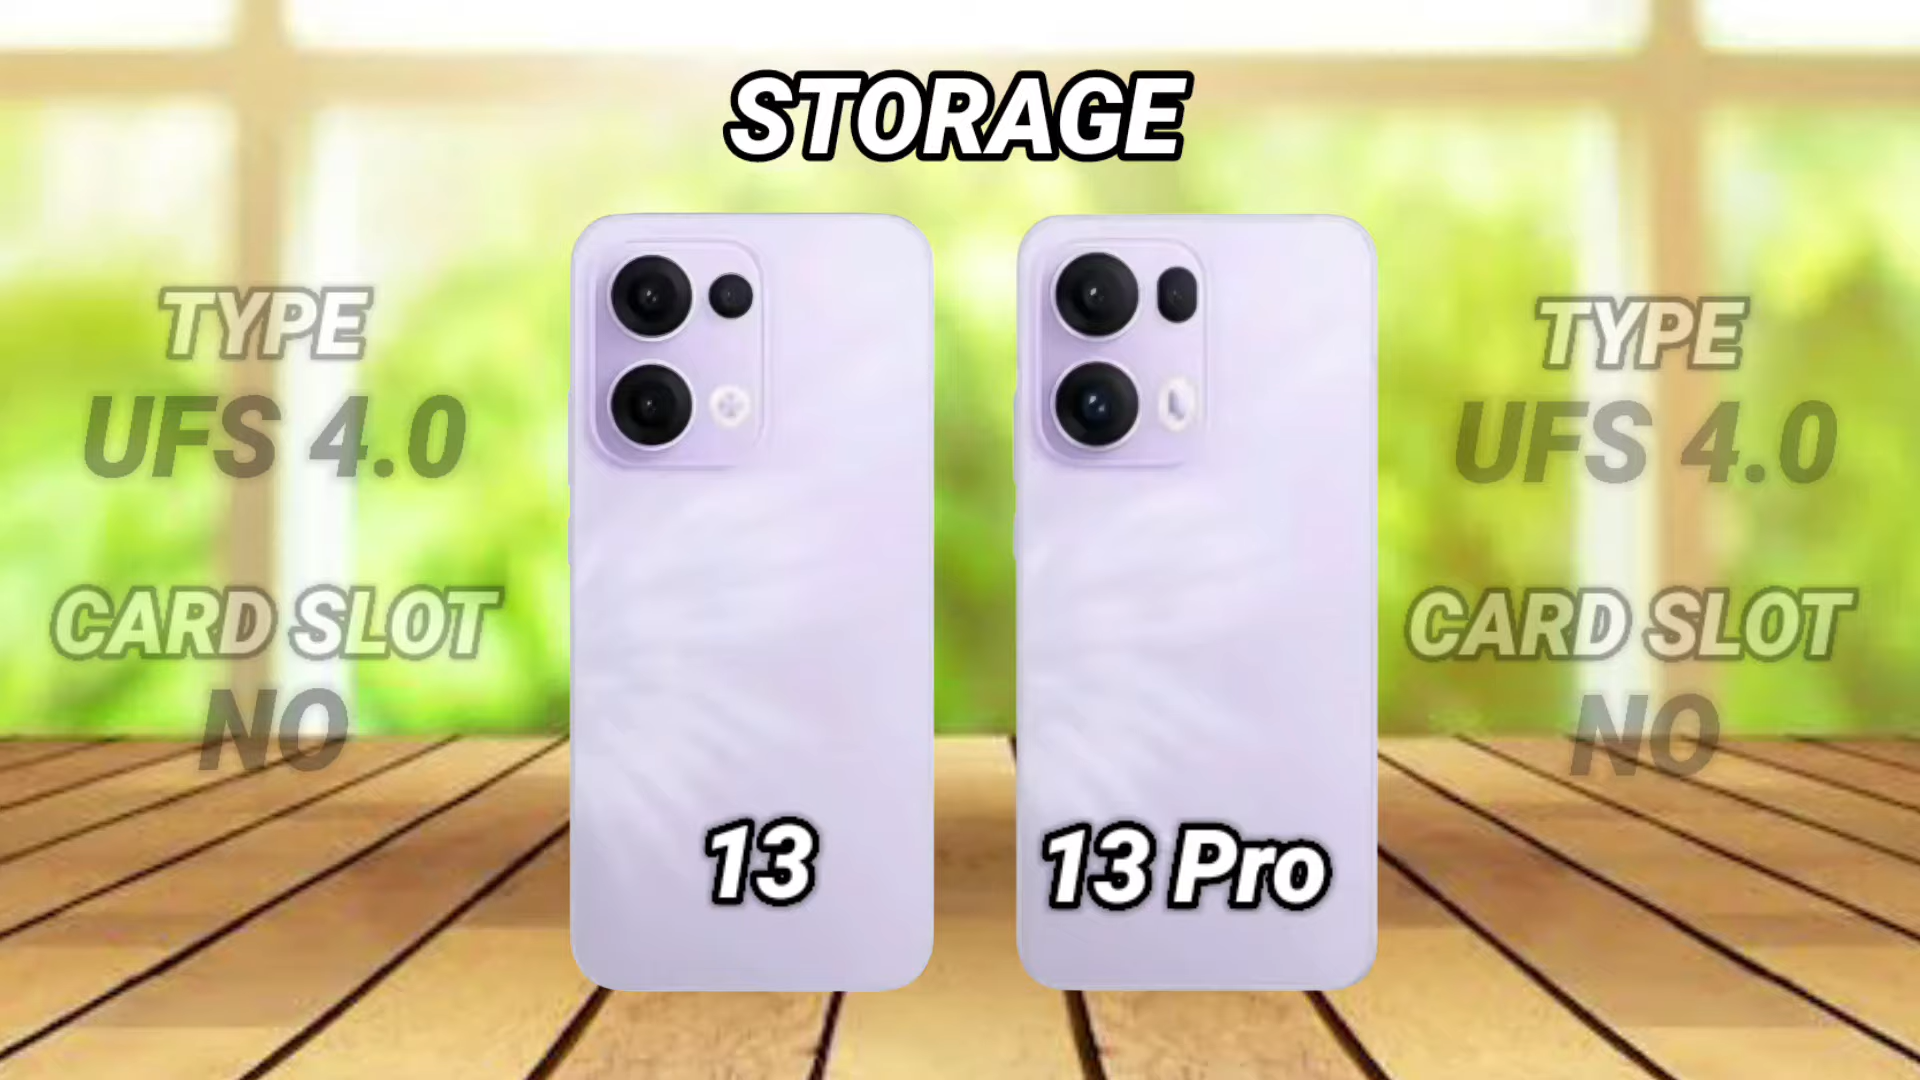 STORAGE
TYPE
UFS 4.0
CARD SLOT
NO
13
TYPE
UFS 4.0
CARD SLOT
NO
13 Pro